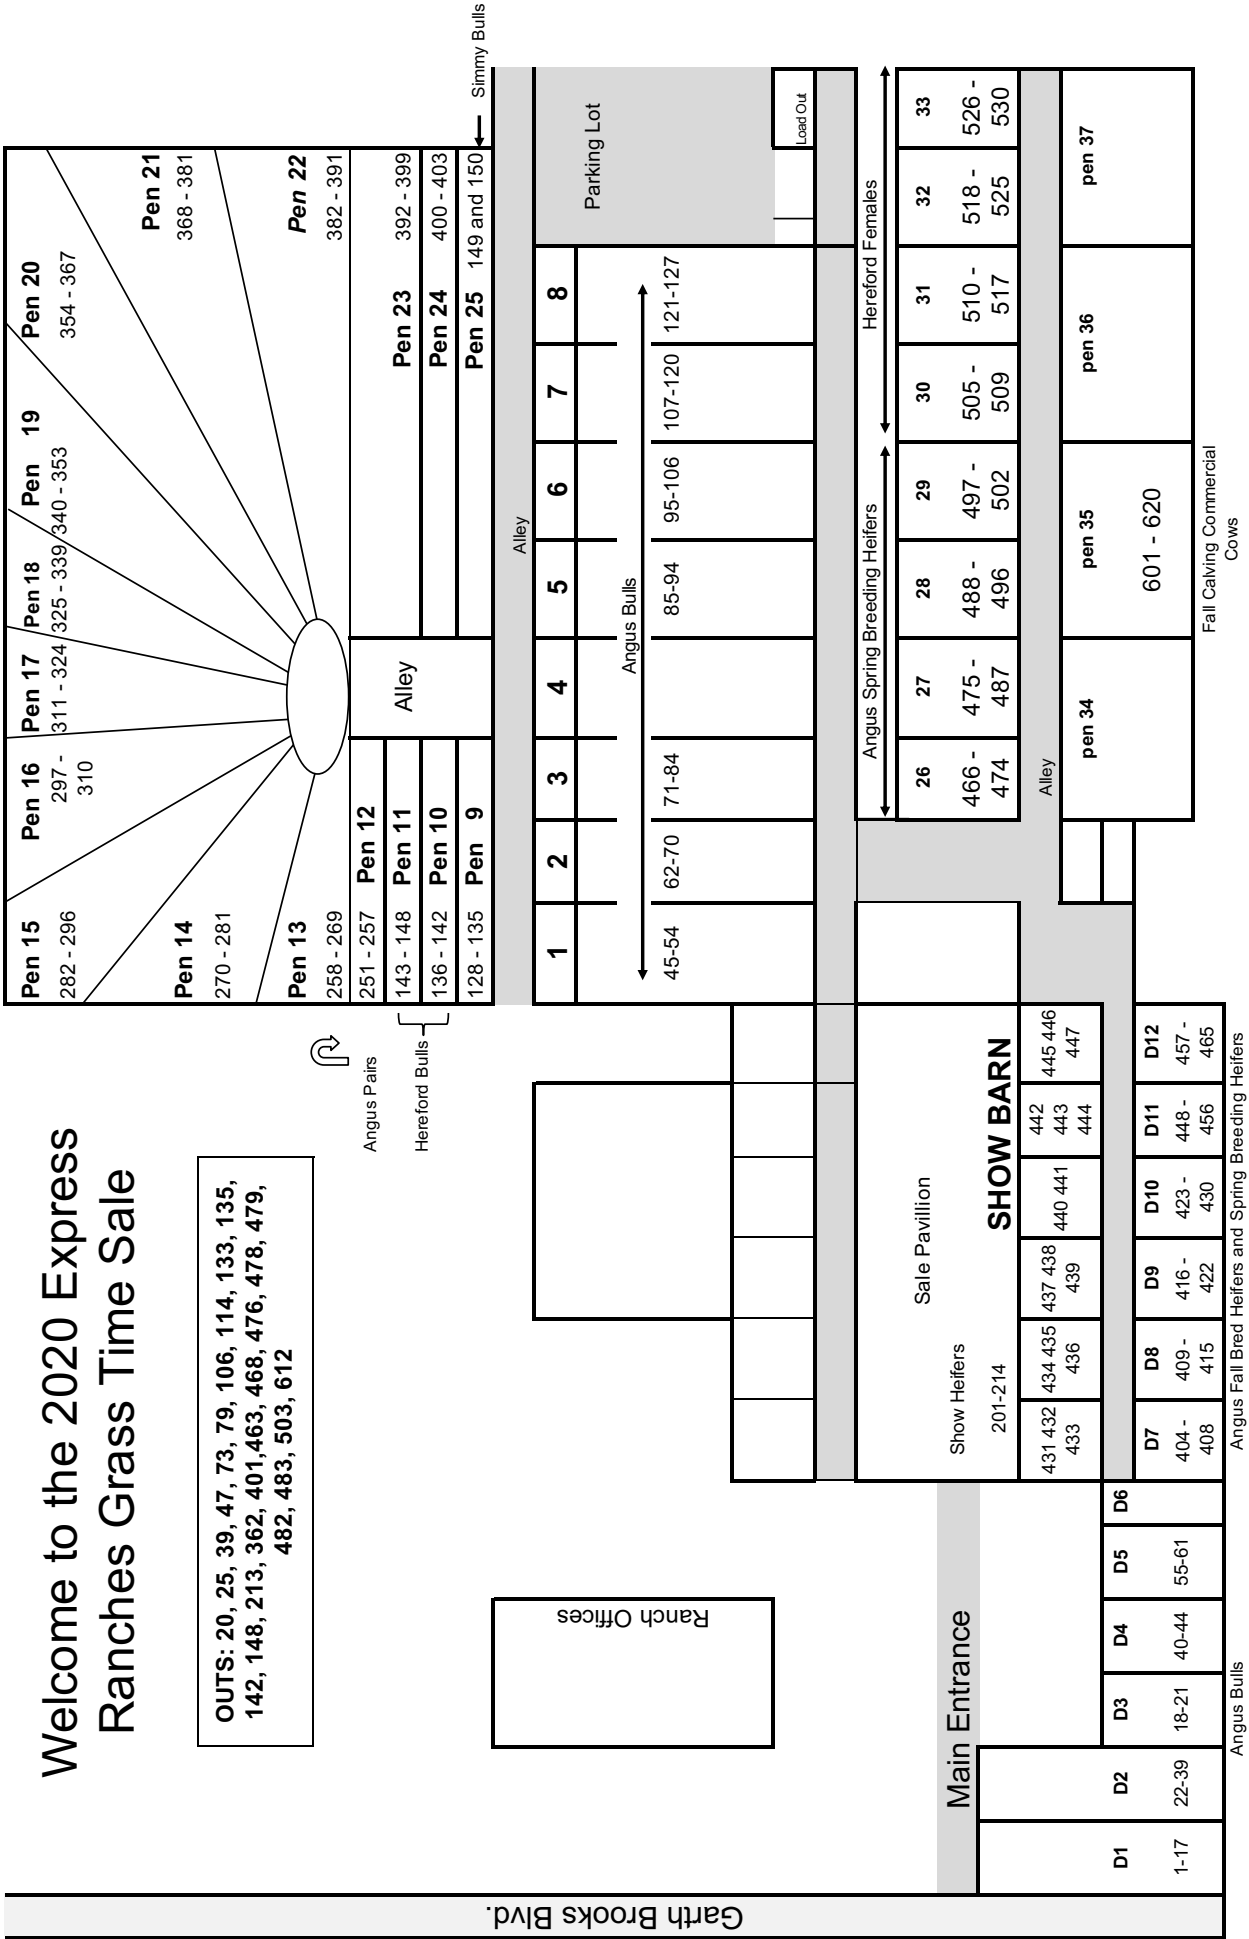 Welcome to the 2020 Express
Ranches Grass Time Sale
OUTS: 20, 25, 39, 47, 73, 79, 106, 114, 133, 135,
142, 148, 213, 362, 401,463, 468, 476, 478, 479,
482, 483, 503, 612
Garth Brooks Blvd.
Ranch Offices
Main Entrance
Pen 15
282 - 296
Pen 16
297 -
310
Pen 17
311 - 324
Pen 18
325 - 339
Pen 19
340 - 353
Pen 20
354 - 367
Pen 21
368 - 381
Pen 22
382 - 391
Pen 14
270 - 281
Pen 13
258 - 269
251 - 257 Pen 12
143 - 148 Pen 11
136 - 142 Pen 10
128 - 135 Pen 9
Angus Pairs
Hereford Bulls
Alley
Pen 23 392 - 399
Pen 24 400 - 403
Pen 25 149 and 150
Simmy Bulls
Alley
1
2
3
4
5
6
7
8
Angus Bulls
45-54
62-70
71-84
85-94
95-106
107-120
121-127
Parking Lot
Load Out
Sale Pavillion
Show Heifers
201-214
SHOW BARN
431 432
433
434 435
436
437 438
439
440 441
442
443
444
445 446
447
Angus Spring Breeding Heifers
Hereford Females
26
466 -
474
27
475 -
487
28
488 -
496
29
497 -
502
30
505 -
509
31
510 -
517
32
518 -
525
33
526 -
530
Alley
pen 34
pen 35
601 - 620
pen 36
pen 37
Fall Calving Commercial
Cows
D1
1-17
D2
22-39
D3
18-21
D4
40-44
D5
55-61
D6
D7
404 -
408
D8
409 -
415
D9
416 -
422
D10
423 -
430
D11
448 -
456
D12
457 -
465
Angus Bulls
Angus Fall Bred Heifers and Spring Breeding Heifers